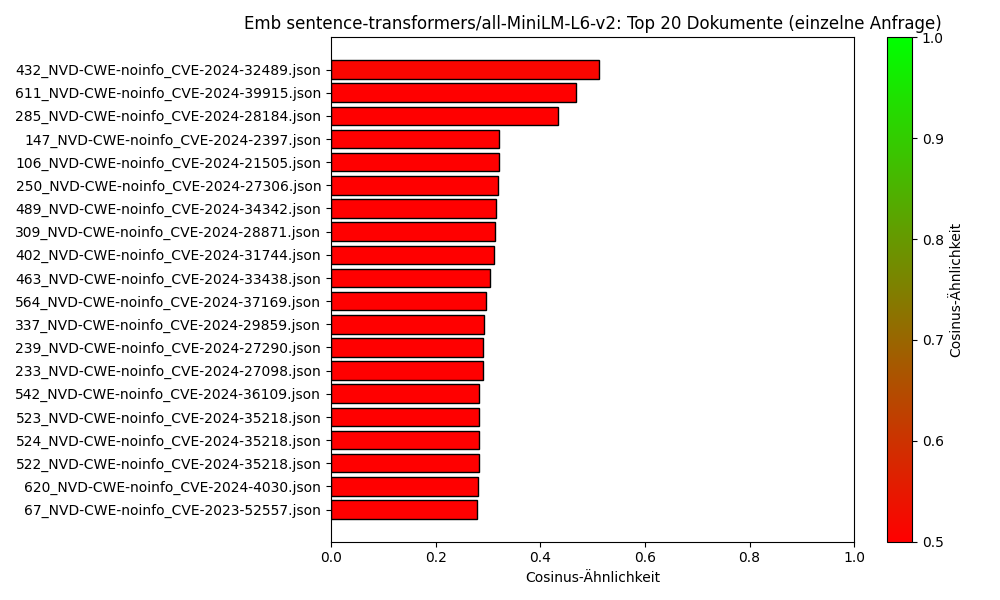 Emb sentence-transformers/all-MiniLM-L6-v2: Top 20 Dokumente (einzelne Anfrage)
432_NVD-CWE-noinfo_CVE-2024-32489.json
611_NVD-CWE-noinfo_CVE-2024-39915.json
285_NVD-CWE-noinfo_CVE-2024-28184.json
147_NVD-CWE-noinfo_CVE-2024-2397.json
106_NVD-CWE-noinfo_CVE-2024-21505.json
250_NVD-CWE-noinfo_CVE-2024-27306.json
489_NVD-CWE-noinfo_CVE-2024-34342.json
309_NVD-CWE-noinfo_CVE-2024-28871.json
402_NVD-CWE-noinfo_CVE-2024-31744.json
463_NVD-CWE-noinfo_CVE-2024-33438.json
564_NVD-CWE-noinfo_CVE-2024-37169.json
337_NVD-CWE-noinfo_CVE-2024-29859.json
239_NVD-CWE-noinfo_CVE-2024-27290.json
233_NVD-CWE-noinfo_CVE-2024-27098.json
542_NVD-CWE-noinfo_CVE-2024-36109.json
523_NVD-CWE-noinfo_CVE-2024-35218.json
524_NVD-CWE-noinfo_CVE-2024-35218.json
522_NVD-CWE-noinfo_CVE-2024-35218.json
620_NVD-CWE-noinfo_CVE-2024-4030.json
67_NVD-CWE-noinfo_CVE-2023-52557.json
0.0 0.2 0.4 0.6 0.8 1.0
Cosinus-Ähnlichkeit
1.0
0.9
0.8
0.7
0.6
0.5
Cosinus-Ähnlichkeit